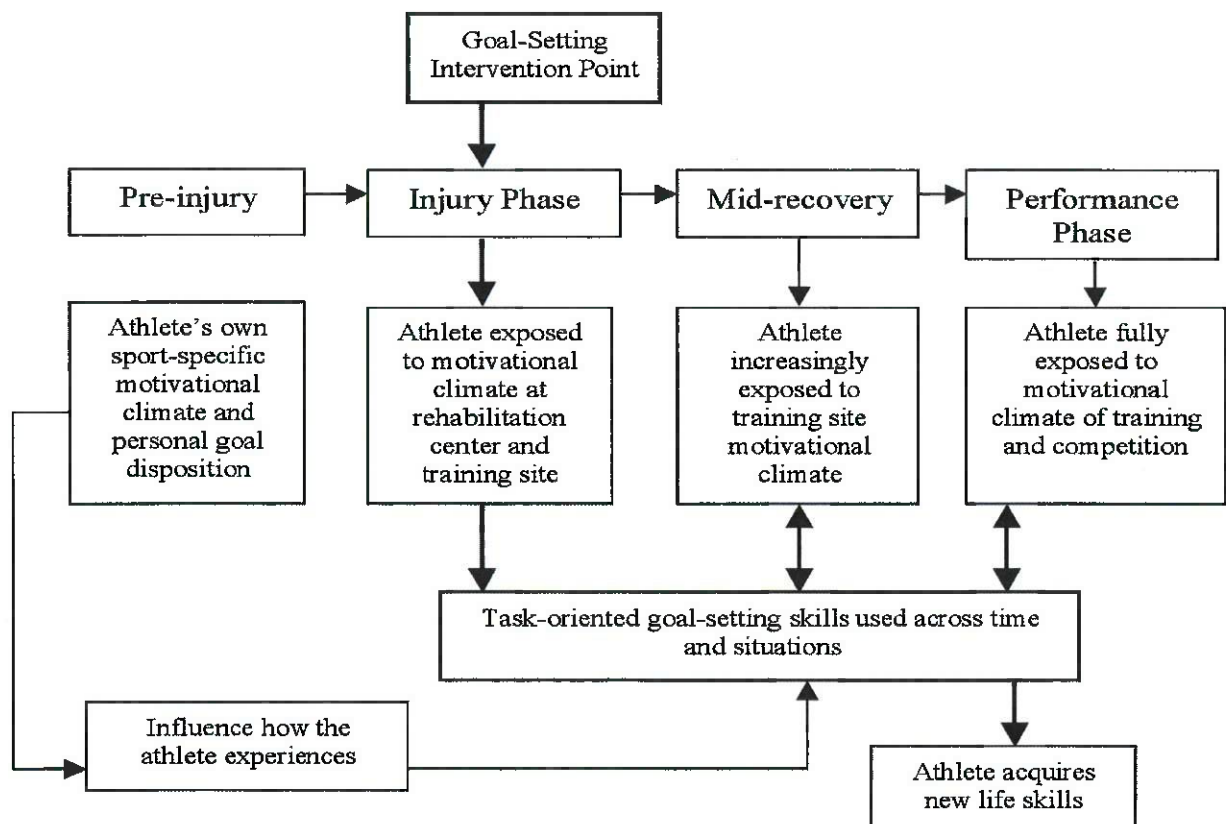 Goal-Setting
Intervention Point
Pre-injury
Injury Phase
Mid-recovery
Performance
Phase
Athlete's own
sport-specific
motivational
climate and
personal goal
disposition
Athlete exposed
to motivational
climate at
rehabilitation
center and
training site
Athlete
increasingly
exposed to
training site
motivational
climate
Athlete fully
exposed to
motivational
climate of training
and competition
Task-oriented goal-setting skills used across time
and situations
Influence how the
athlete experiences
Athlete acquires
new life skills